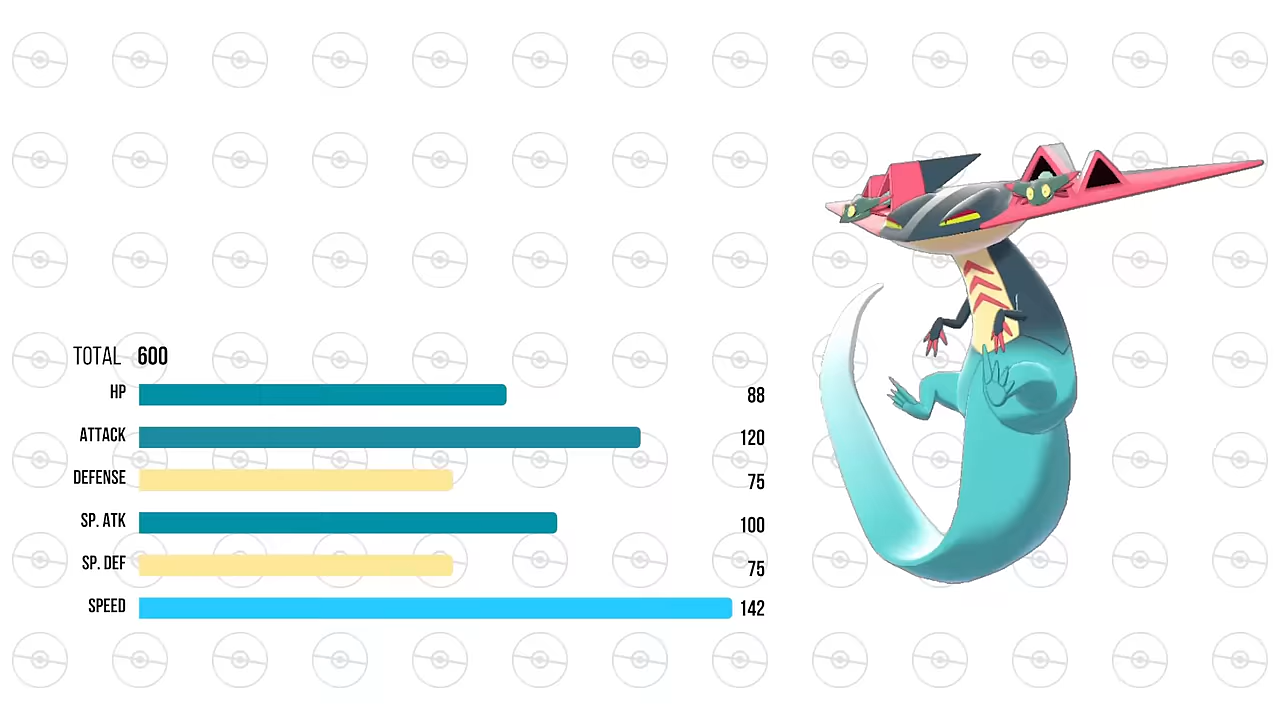 TOTAL 600
HP 88
ATTACK 120
DEFENSE 75
SP. ATK 100
SP. DEF 75
SPEED 142